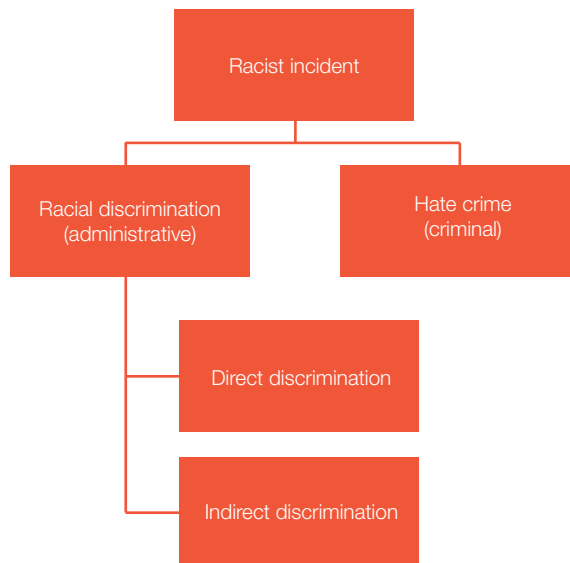 Racist incident
Racial discrimination
(administrative)
Hate crime
(criminal)
Direct discrimination
Indirect discrimination